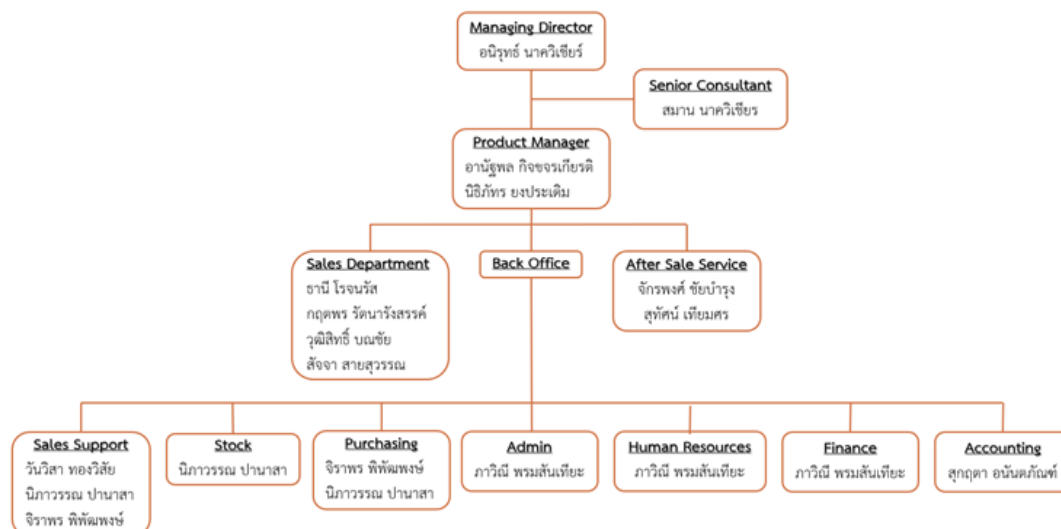 Managing Director
อนิรุทธ์ นาควิเชียร์
Senior Consultant
สมาน นาควิเชียร
Product Manager
อานัฐพล กิจขจรเกียรติ
นิธิภัทร ยงประเดิม
Sales Department
ธานี โรจนรัส
กฤตพร รัตนารังสรรค์
วุฒิสิทธิ์ บณชัย
สัจจา สายสุวรรณ
Back Office
After Sale Service
จักรพงศ์ ชัยบำรุง
สุทัศน์ เทียมศร
Sales Support
วันวิสา ทองวิสัย
นิภาวรรณ ปานาสา
จิราพร พิพัฒพงษ์
Stock
นิภาวรรณ ปานาสา
Purchasing
จิราพร พิพัฒพงษ์
นิภาวรรณ ปานาสา
Admin
ภาวิณี พรมสันเทียะ
Human Resources
ภาวิณี พรมสันเทียะ
Finance
ภาวิณี พรมสันเทียะ
Accounting
สุกฤตา อนันตภัณฑ์